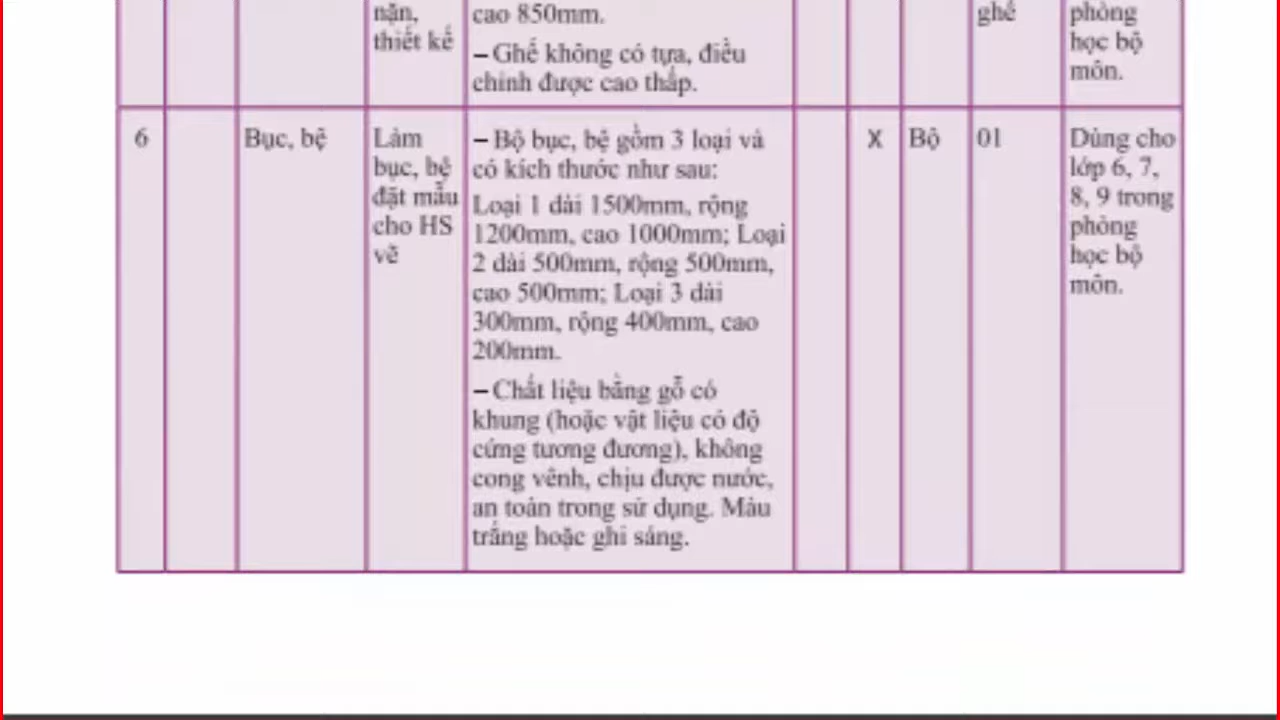 nặn,
thiết kế
cao 850mm.
– Ghế không có tựa, điều
chỉnh được cao thấp.
ghế
phòng
học bộ
môn.
6
Bục, bệ
Làm
bục, bệ
đặt mẫu
cho HS
vẽ
– Bộ bục, bệ gồm 3 loại và
có kích thước như sau:
Loại 1 dài 1500mm, rộng
1200mm, cao 1000mm; Loại
2 dài 500mm, rộng 500mm,
cao 500mm; Loại 3 dài
300mm, rộng 400mm, cao
200mm.
– Chất liệu bằng gỗ có
khung (hoặc vật liệu có độ
cứng tương đương), không
cong vênh, chịu được nước,
an toàn trong sử dụng. Màu
trắng hoặc ghi sáng.
X
Bộ
01
Dùng cho
lớp 6, 7,
8, 9 trong
phòng
học bộ
môn.